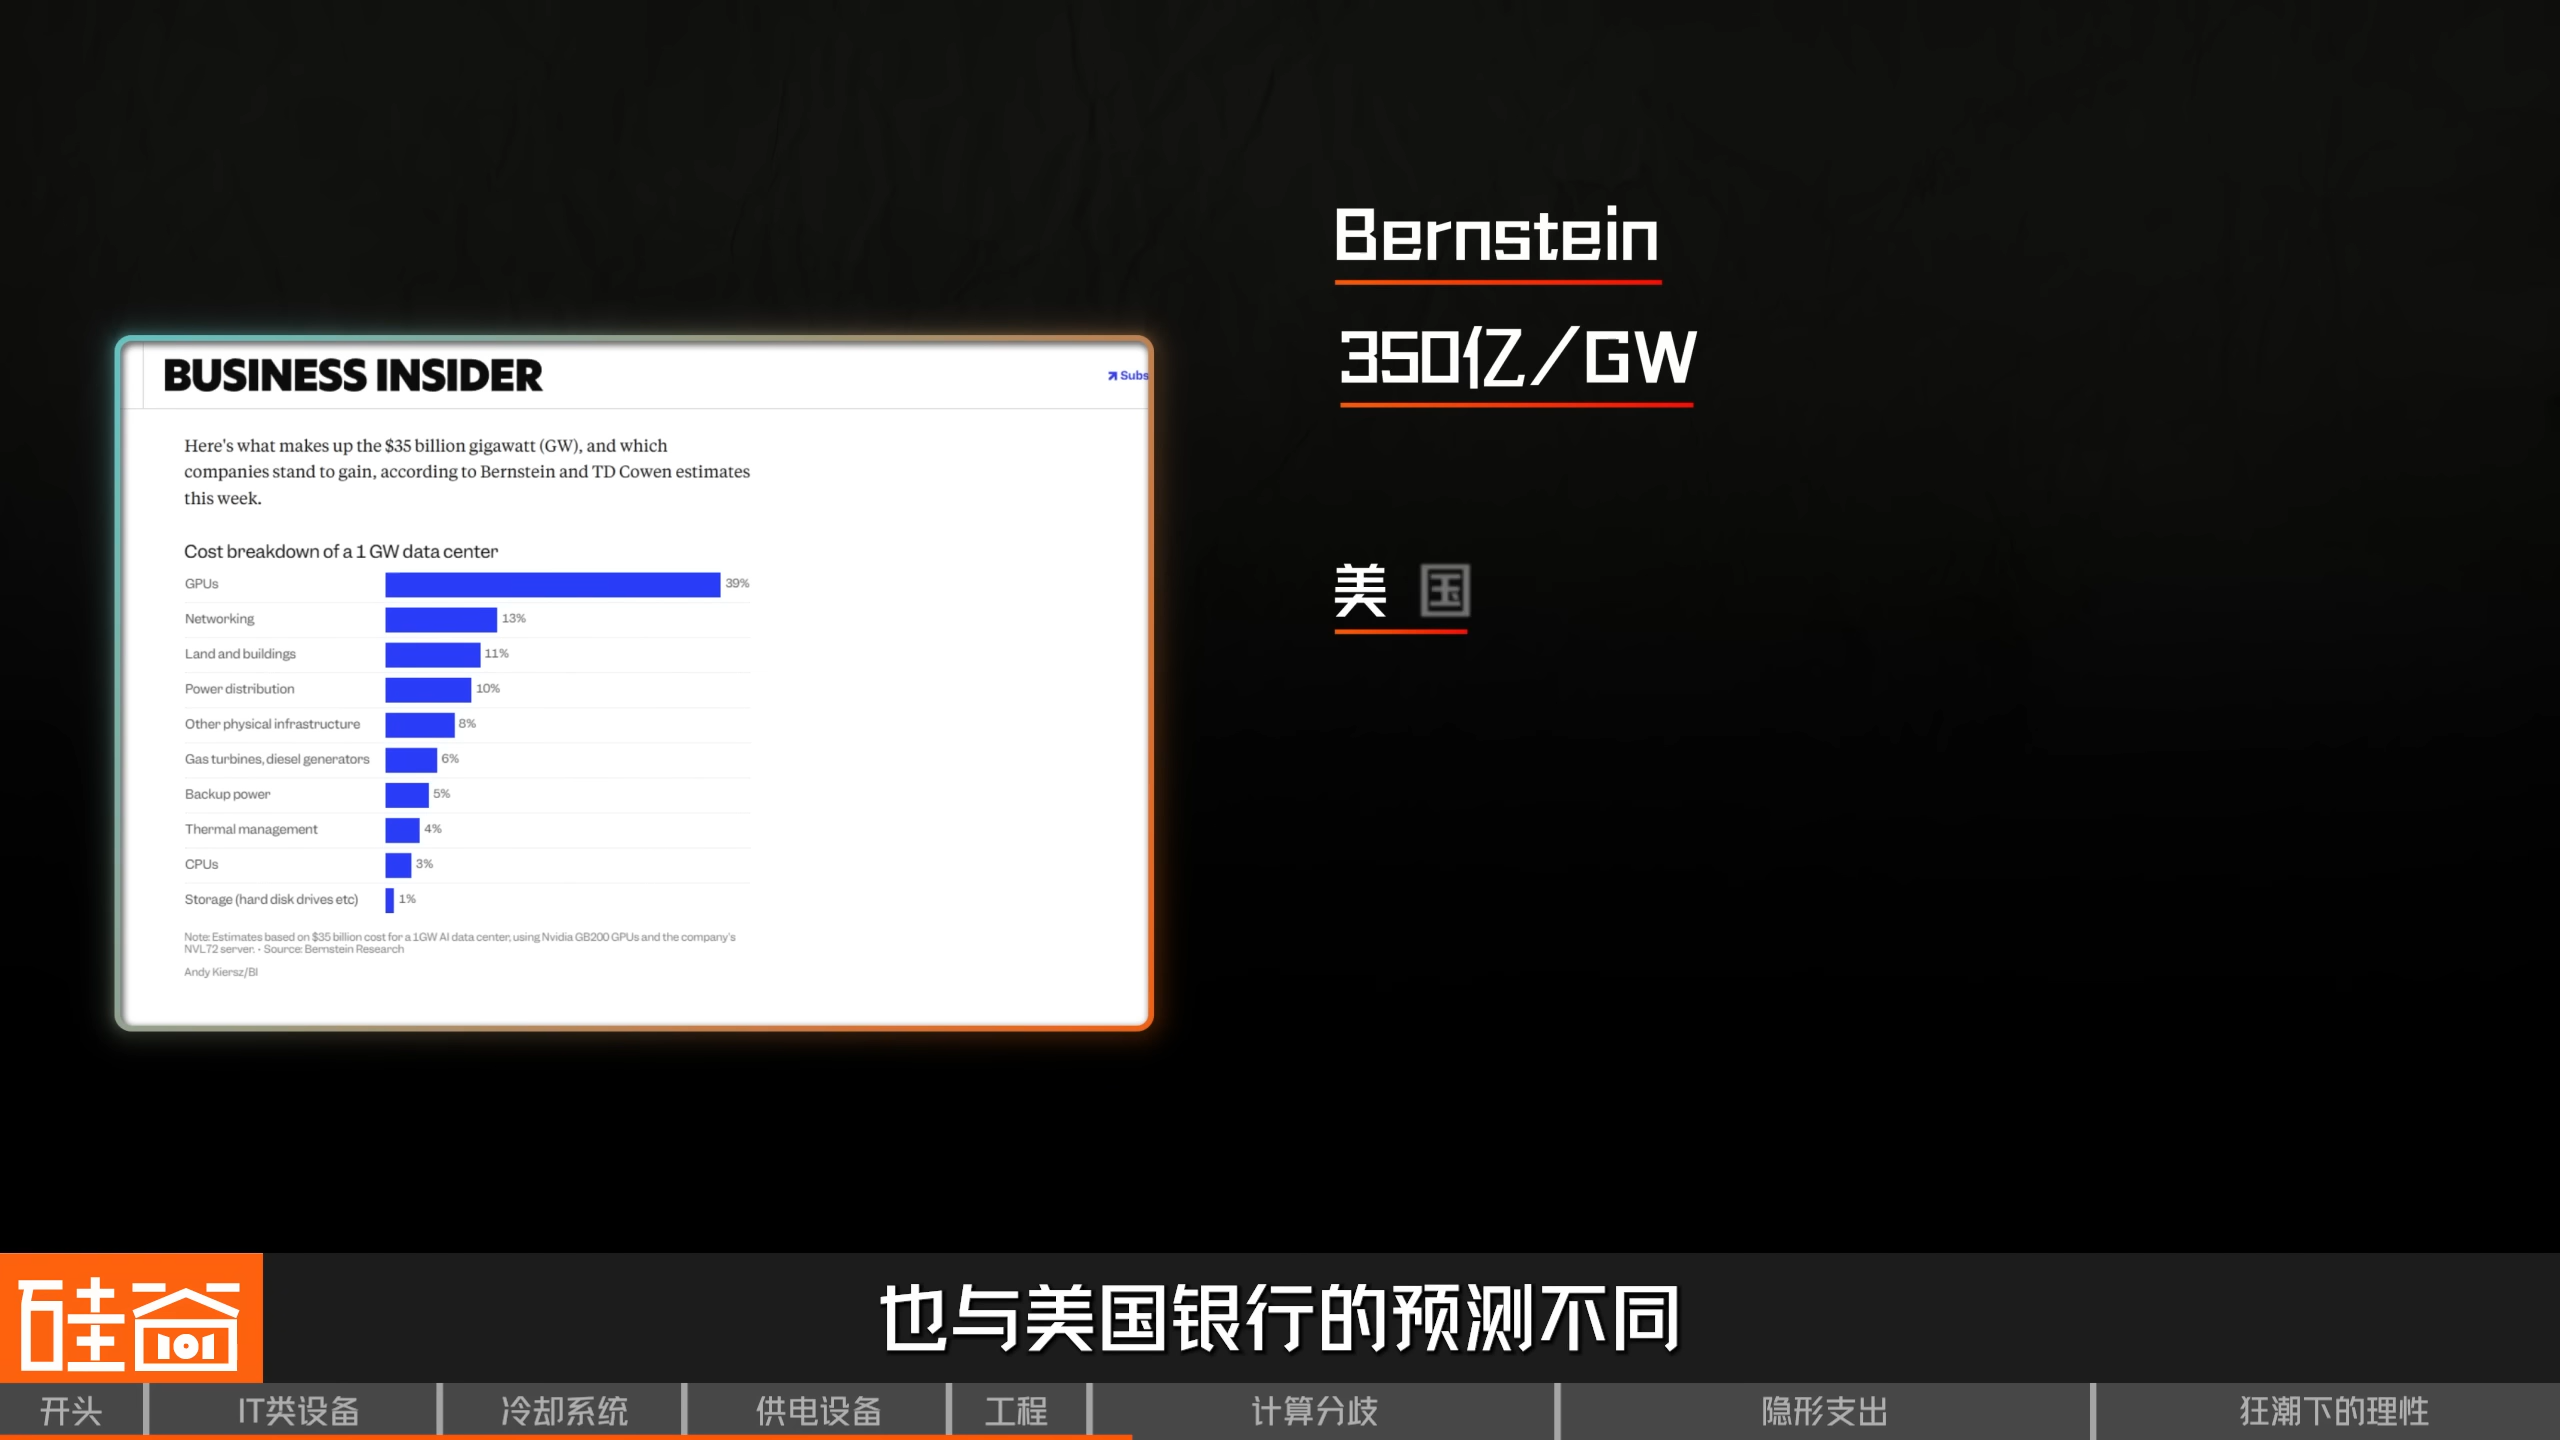 BUSINESS INSIDER
Subs
Here's what makes up the $35 billion gigawatt (GW), and which
companies stand to gain, according to Bernstein and TD Cowen estimates
this week.
Cost breakdown of a 1 GW data center
GPUs 39%
Networking 13%
Land and buildings 11%
Power distribution 10%
Other physical infrastructure 8%
Gas turbines, diesel generators 6%
Backup power 5%
Thermal management 4%
CPUs 3%
Storage (hard disk drives etc) 1%
Note: Estimates based on $35 billion cost for a 1GW AI data center, using Nvidia GB200 GPUs and the company's
NVL72 server. • Source: Bernstein Research
Andy Kiersz/BI
Bernstein
350亿/GW
美国
硅谷101
也与美国银行的预测不同
开头 IT类设备 冷却系统 供电设备 工程 计算分歧 隐形支出 狂潮下的理性